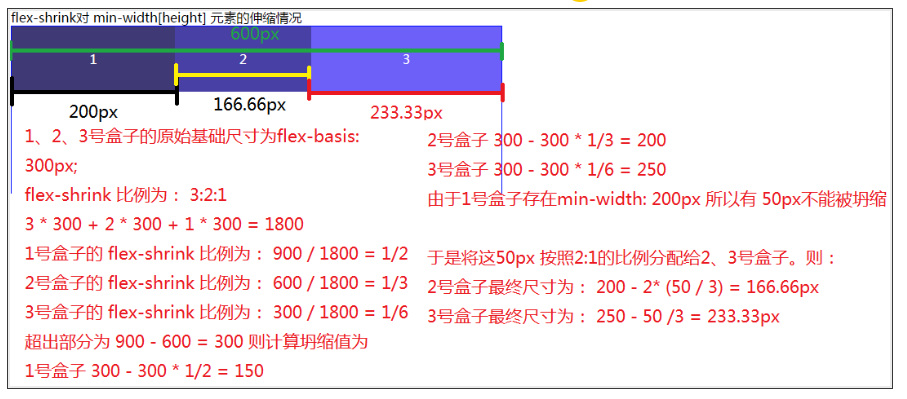 flex-shrink对 min-width[height] 元素的伸缩情况
600px
1
2
3
200px
166.66px
233.33px
1、2、3号盒子的原始基础尺寸为flex-basis:
300px;
flex-shrink 比例为： 3:2:1
3 * 300 + 2 * 300 + 1 * 300 = 1800
1号盒子的 flex-shrink 比例为： 900 / 1800 = 1/2
2号盒子的 flex-shrink 比例为： 600 / 1800 = 1/3
3号盒子的 flex-shrink 比例为： 300 / 1800 = 1/6
超出部分为 900 - 600 = 300 则计算坍缩值为
1号盒子 300 - 300 * 1/2 = 150
2号盒子 300 - 300 * 1/3 = 200
3号盒子 300 - 300 * 1/6 = 250
由于1号盒子存在min-width: 200px 所以有 50px不能被坍缩
于是将这50px 按照2:1的比例分配给2、3号盒子。则：
2号盒子最终尺寸为： 200 - 2* (50 / 3) = 166.66px
3号盒子最终尺寸为： 250 - 50 /3 = 233.33px